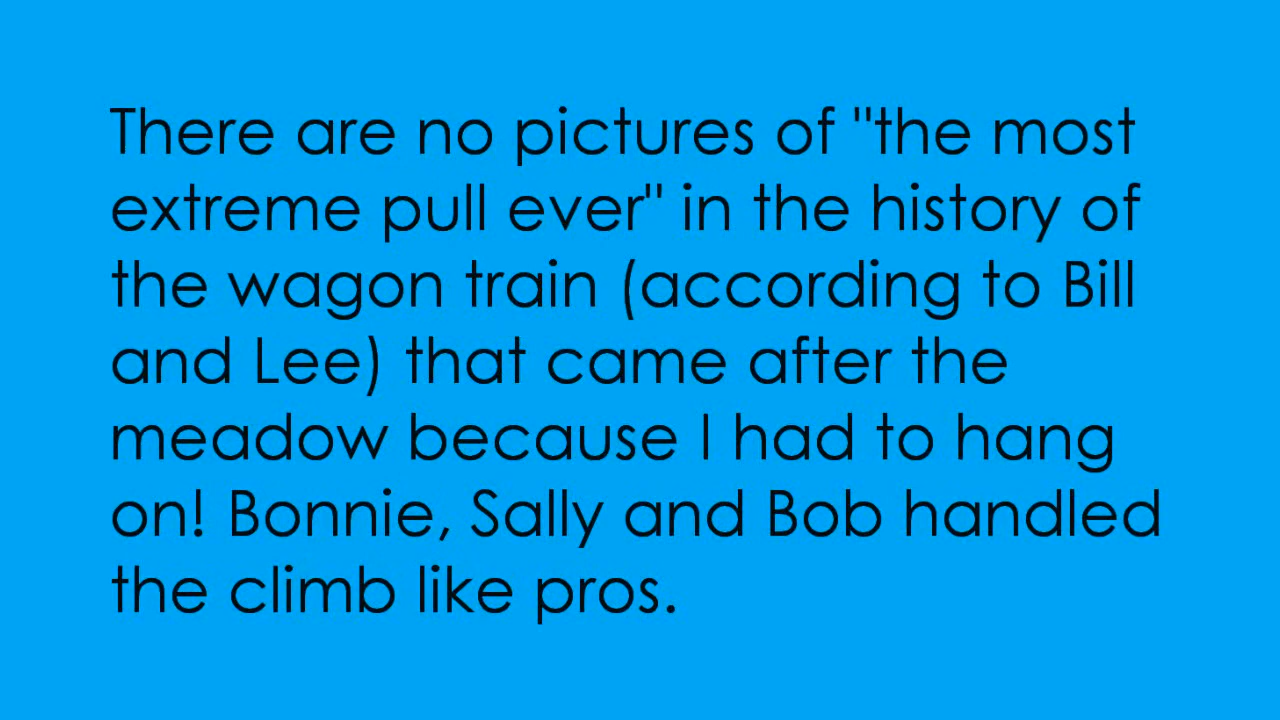 There are no pictures of "the most
extreme pull ever" in the history of
the wagon train (according to Bill
and Lee) that came after the
meadow because I had to hang
on! Bonnie, Sally and Bob handled
the climb like pros.